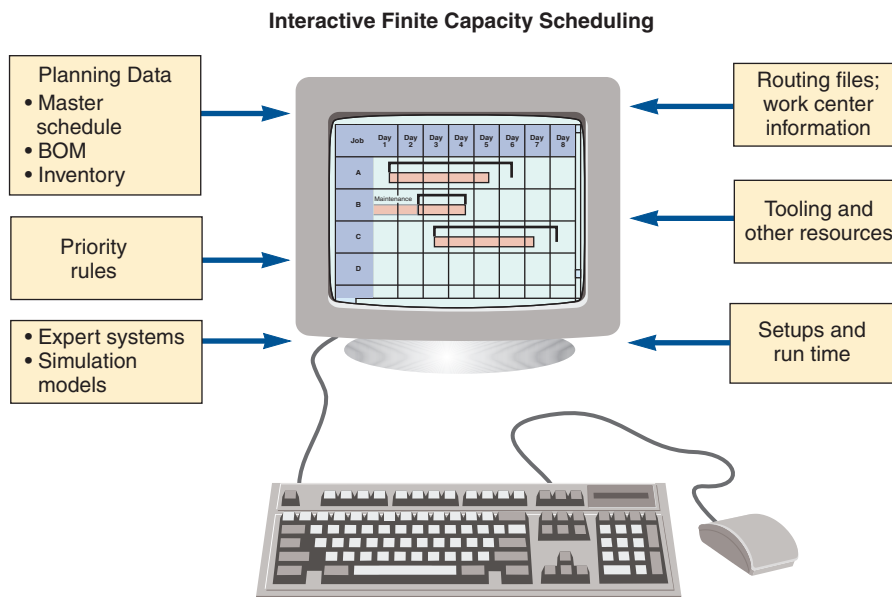 Interactive Finite Capacity Scheduling
Planning Data
• Master
schedule
• BOM
• Inventory
Priority
rules
• Expert systems
• Simulation
models
Job Day Day Day Day Day Day Day Day
1 2 3 4 5 6 7 8
A
B Maintenance
C
D
Routing files;
work center
information
Tooling and
other resources
Setups and
run time